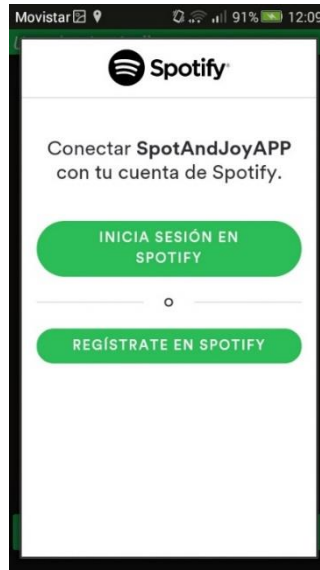 Movistar 91% 12:09
Spotify
Conectar SpotAndJoyAPP
con tu cuenta de Spotify.
INICIA SESIÓN EN
SPOTIFY
o
REGÍSTRATE EN SPOTIFY